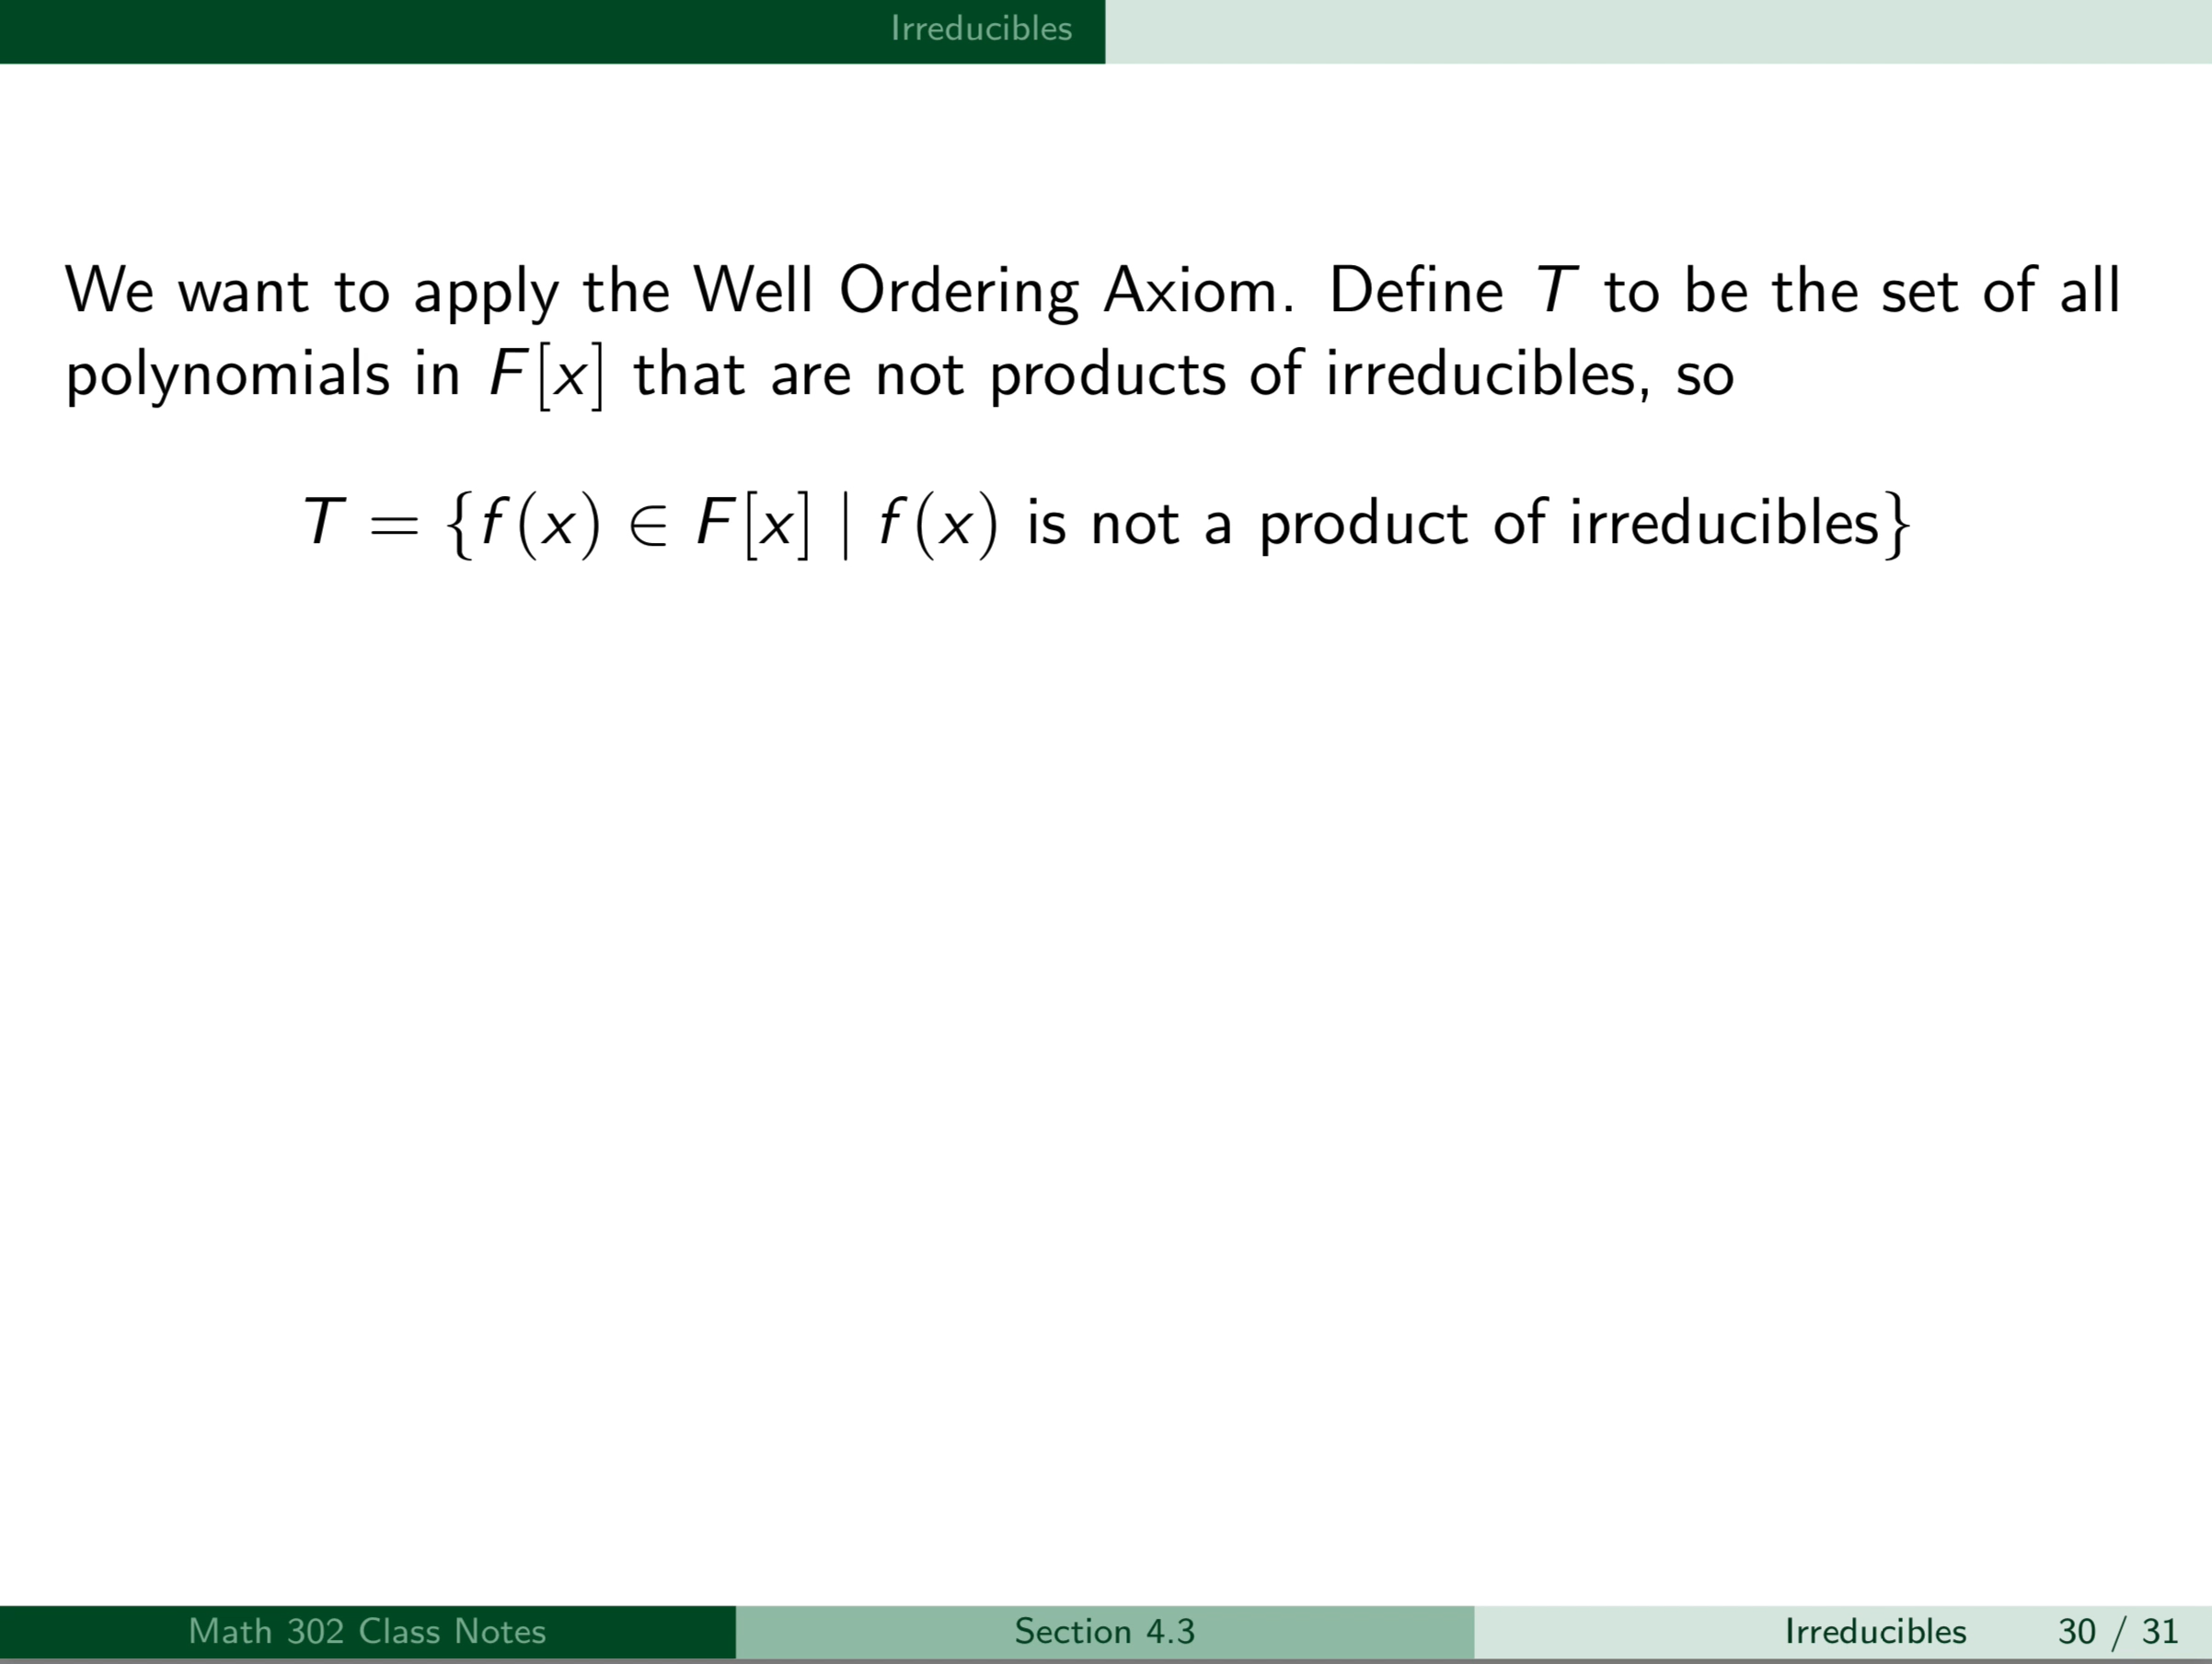 Irreducibles
We want to apply the Well Ordering Axiom. Define T to be the set of all
polynomials in F[x] that are not products of irreducibles, so
T = {f(x) ∈ F[x] | f(x) is not a product of irreducibles}
Math 302 Class Notes Section 4.3 Irreducibles 30 / 31